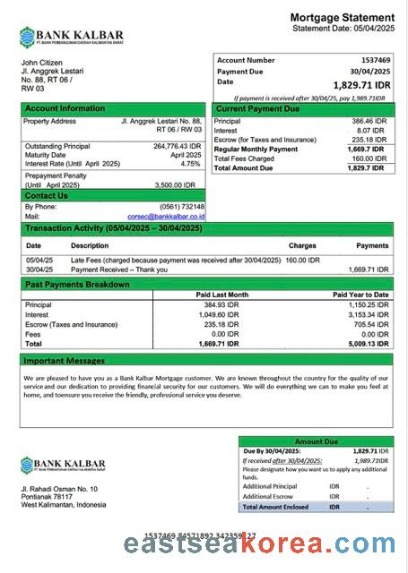 Mortgage Statement
Statement Date: 05/04/2025
BANK KALBAR
PT. BANK PEMBANGUNAN DAERAH KALIMANTAN BARAT
John Citizen
Jl. Anggrek Lestari
No. 88, RT 06 /
RW 03
Account Number 1537469
Payment Due 30/04/2025
Date 1,829.71 IDR
If payment is received after 30/04/25, pay 1,989.71IDR
Account Information
Property Address Jl. Anggrek Lestari No. 88,
RT 06 / RW 03
Outstanding Principal 264,776.43 IDR
Maturity Date April 2025
Interest Rate (Until April 2025) 4.75%
Prepayment Penalty
(Until April 2025) 3,500.00 IDR
Current Payment Due
Principal 386.46 IDR
Interest 8.07 IDR
Escrow (for Taxes and Insurance) 235.18 IDR
Regular Monthly Payment 1,669.7 IDR
Total Fees Charged 160.00 IDR
Total Amount Due 1,829.7 IDR
Contact Us
By Phone: (0561) 732148
Mail: corsec@bankkalbar.co.id
Transaction Activity (05/04/2025 – 30/04/2025)
Date Description Charges Payments
05/04/25 Late Fees (charged because payment was received after 30/04/2025) 160.00 IDR
30/04/25 Payment Received – Thank you 1,669.71 IDR
Past Payments Breakdown
Paid Last Month Paid Year to Date
Principal 384.93 IDR 1,150.25 IDR
Interest 1,049.60 IDR 3,153.34 IDR
Escrow (Taxes and Insurance) 235.18 IDR 705.54 IDR
Fees 0.00 IDR 0.00 IDR
Total 1,669.71 IDR 5,009.13 IDR
Important Messages
We are pleased to have you as a Bank Kalbar Mortgage customer. We are known throughout the country for the quality of our
service and our dedication to providing financial security for our customers. We will do everything we can to make you feel at
home, and toensure you receive the friendly, professional service you deserve.
BANK KALBAR
PT. BANK PEMBANGUNAN DAERAH KALIMANTAN BARAT
Jl. Rahadi Osman No. 10
Pontianak 78117
West Kalimantan, Indonesia
Amount Due
Due By 30/04/2025: 1,829.71 IDR
If received after 30/04/2025: 1,989.71IDR
Please designate how you want us to apply any additional
funds.
Additional Principal IDR .
Additional Escrow IDR .
Total Amount Enclosed IDR .
eastseakorea.com